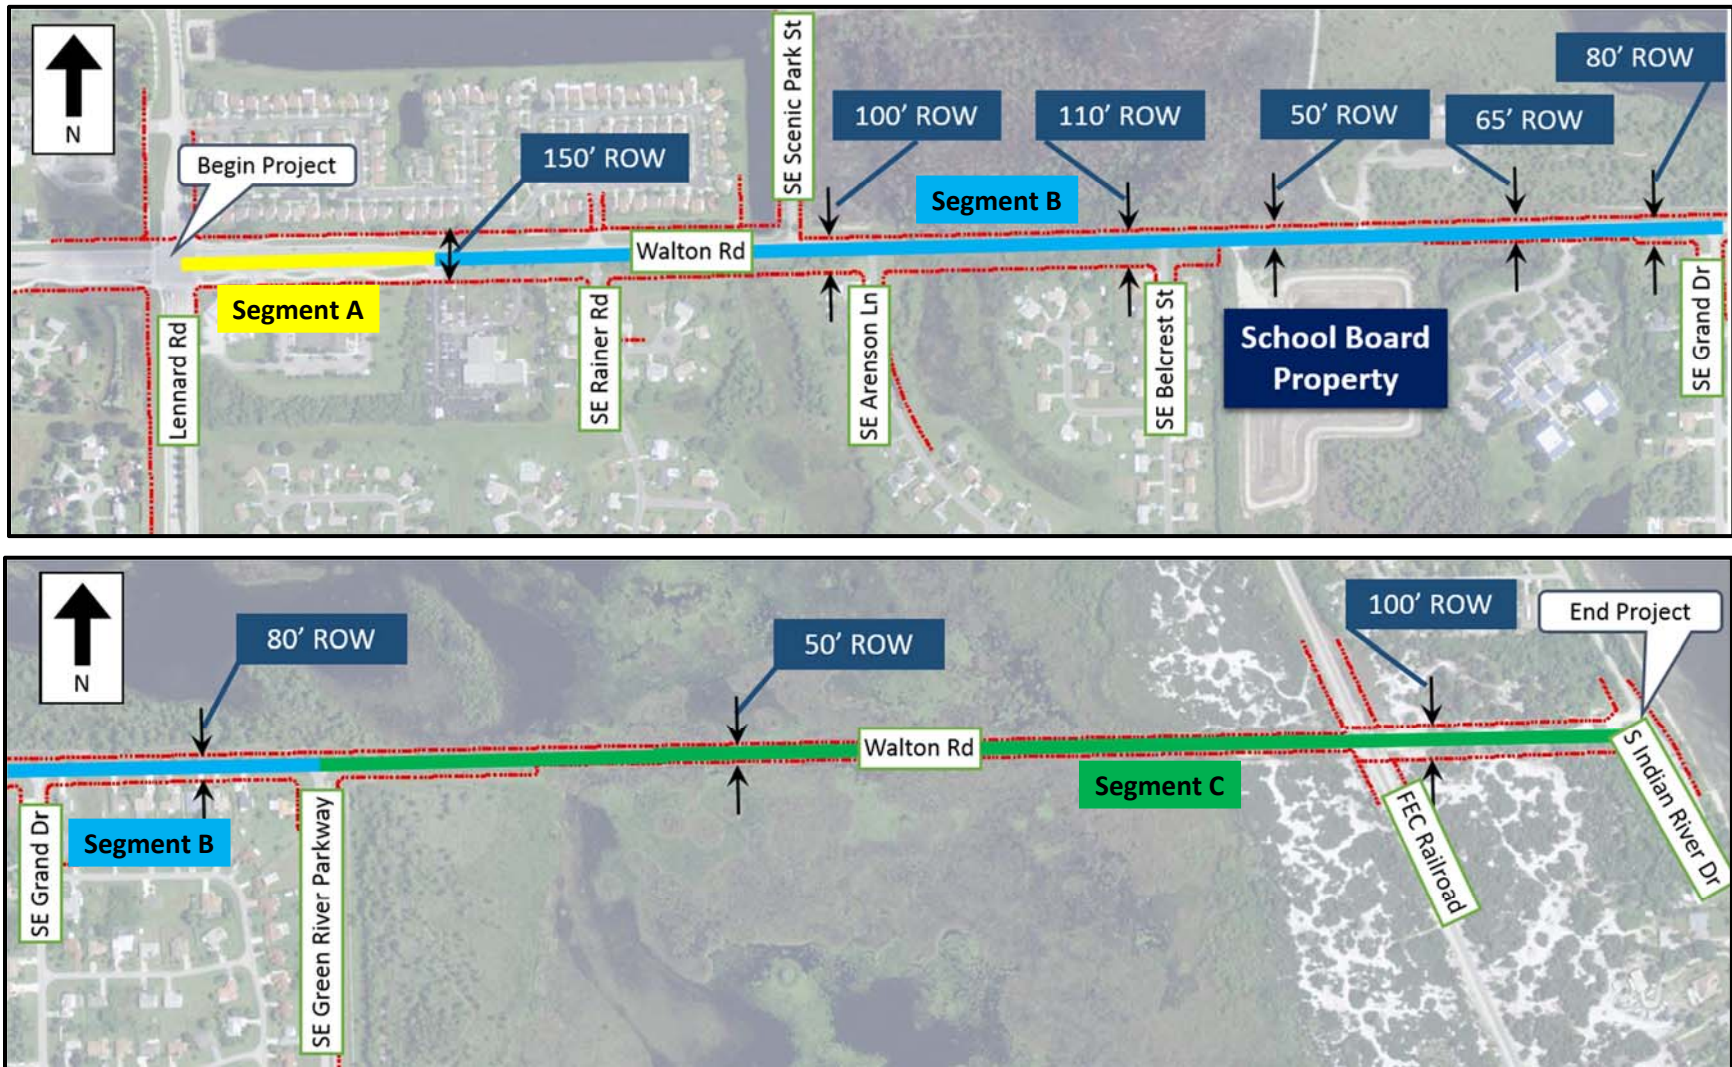 SE Scenic Park St
80' ROW
N
Begin Project
150' ROW
100' ROW
110' ROW
50' ROW
65' ROW
Segment B
Walton Rd
Segment A
Lennard Rd
SE Rainer Rd
SE Arenson Ln
SE Belcrest St
School Board
Property
SE Grand Dr
N
80' ROW
50' ROW
100' ROW
End Project
Walton Rd
Segment C
Segment B
SE Grand Dr
SE Green River Parkway
FEC Railroad
S Indian River Dr